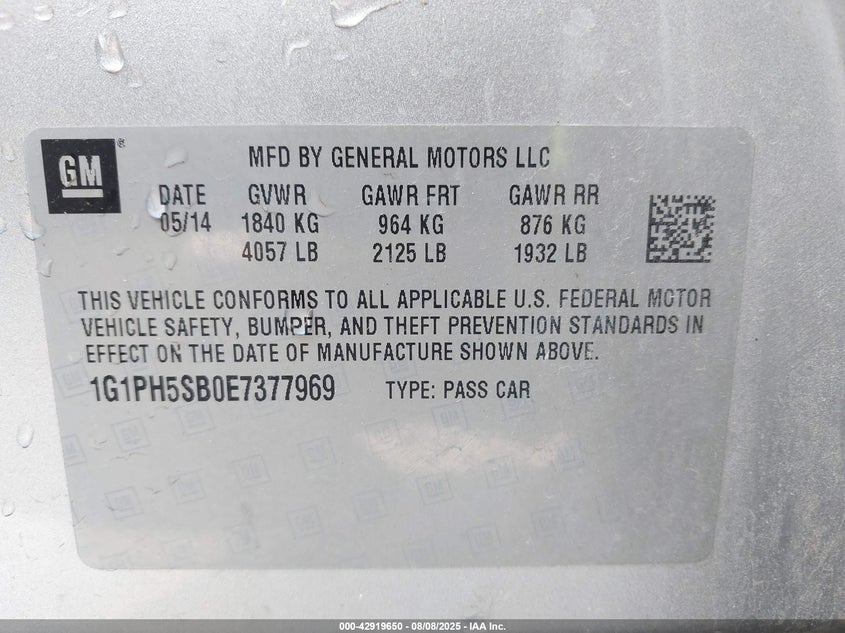 GM ®
MFD BY GENERAL MOTORS LLC
DATE GVWR GAWR FRT GAWR RR
05/14 1840 KG 964 KG 876 KG
4057 LB 2125 LB 1932 LB
THIS VEHICLE CONFORMS TO ALL APPLICABLE U.S. FEDERAL MOTOR
VEHICLE SAFETY, BUMPER, AND THEFT PREVENTION STANDARDS IN
EFFECT ON THE DATE OF MANUFACTURE SHOWN ABOVE.
1G1PH5SB0E7377969 TYPE: PASS CAR
000-42919650 - 08/08/2025 - IAA Inc.